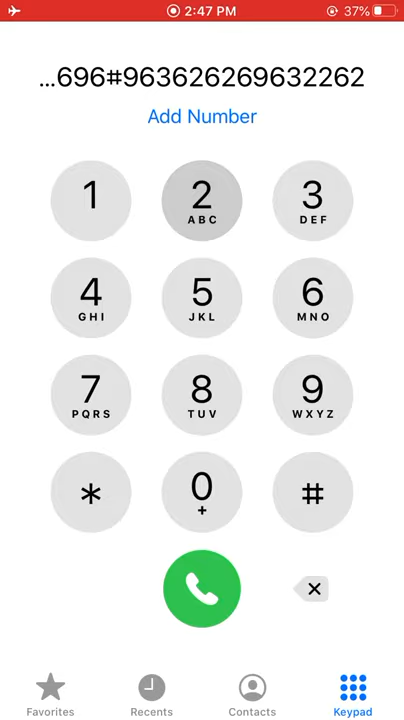 2:47 PM
37%
...696#963626269632262
Add Number
1
2
ABC
3
DEF
4
GHI
5
JKL
6
MNO
7
PQRS
8
TUV
9
WXYZ
*
0
+
#
Favorites
Recents
Contacts
Keypad